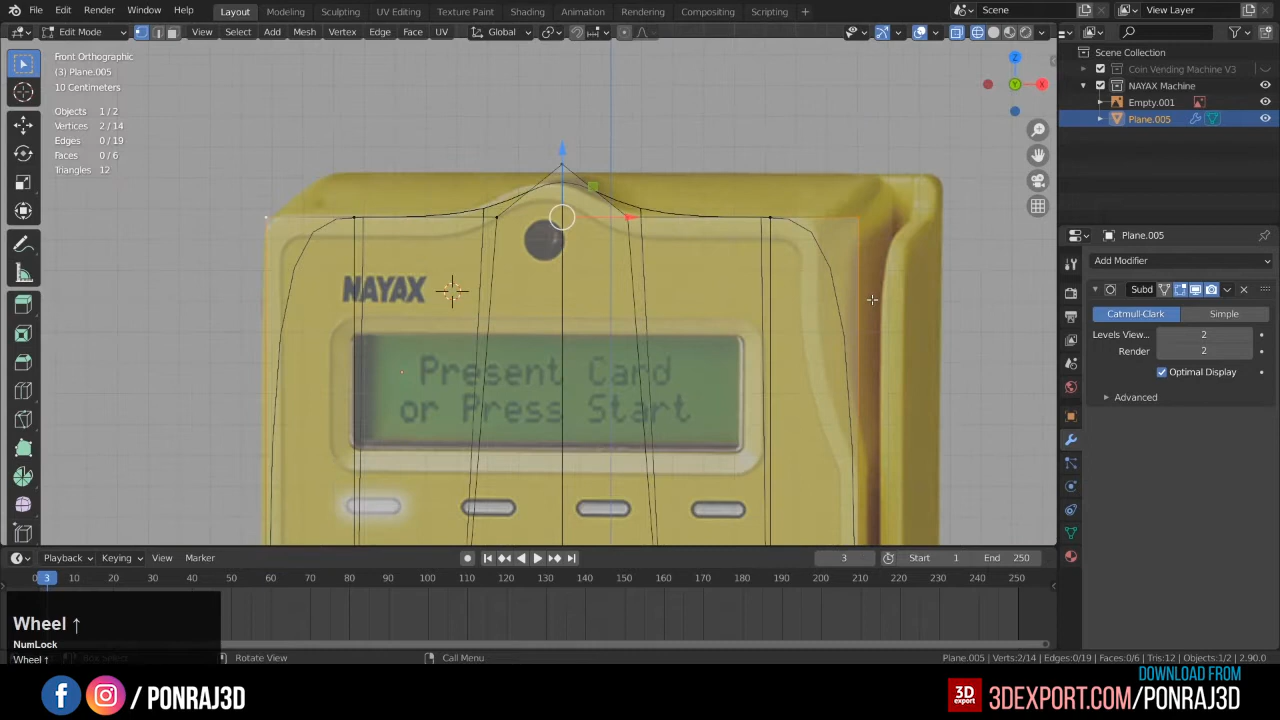 File Edit Render Window Help Layout Modeling Sculpting UV Editing Texture Paint Shading Animation Rendering Compositing Scripting + Scene View Layer
Edit Mode View Select Add Mesh Vertex Edge Face UV Global
Front Orthographic
(3) Plane.005
10 Centimeters
Objects 1 / 2
Vertices 2 / 14
Edges 0 / 19
Faces 0 / 6
Triangles 12
Z
Y
X
NAYAX
Present Card
or Press Start
Scene Collection
Coin Vending Machine V3
NAYAX Machine
Empty.001
Plane.005
Plane.005
Add Modifier
Subd
Catmull-Clark Simple
Levels View... 2
Render 2
Optimal Display
Advanced
Playback Keying View Marker 3 Start 1 End 250
0 3 10 20 30 40 50 60 70 80 90 100 110 120 130 140 150 160 170 180 190 200 210 220 230 240 250
Wheel ↑
NumLock
Wheel ↑
Box Select Rotate View Call Menu Plane.005 | Verts:2/14 | Edges:0/19 | Faces:0/6 | Tris:12 | Objects:1/2 | 2.90.0
/ PONRAJ3D
DOWNLOAD FROM
3D export 3DEXPORT.COM/PONRAJ3D